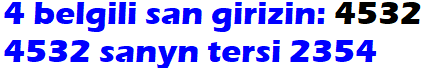 4 belgili san girizin: 4532
4532 sanyn tersi 2354